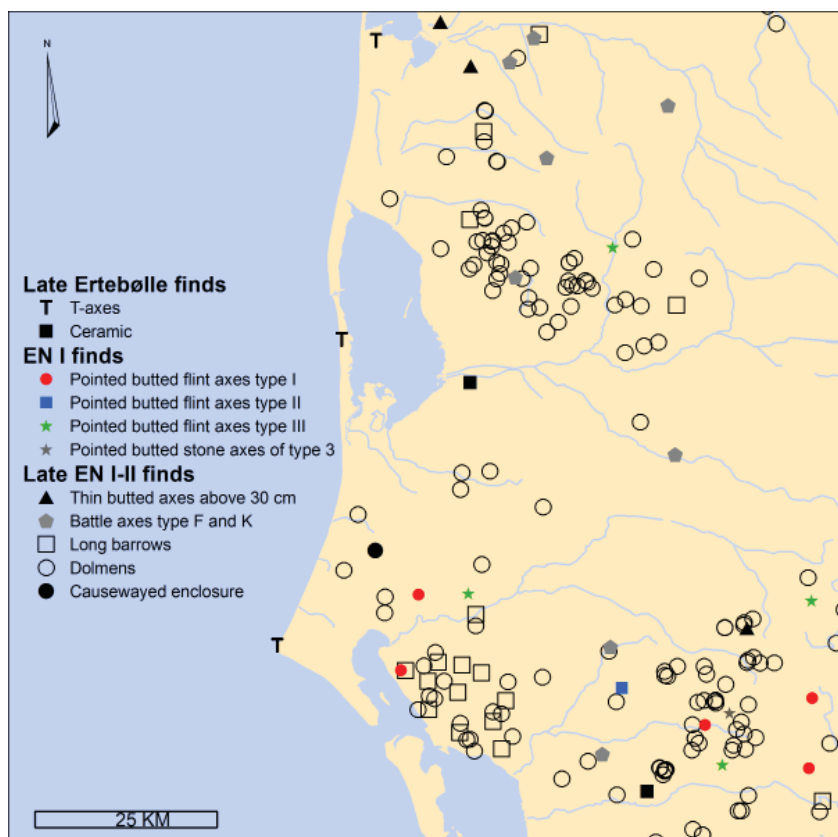 N
T
T
Late Ertebølle finds
T T-axes
Ceramic
EN I finds
Pointed butted flint axes type I
Pointed butted flint axes type II
Pointed butted flint axes type III
Pointed butted stone axes of type 3
Late EN I-II finds
Thin butted axes above 30 cm
Battle axes type F and K
Long barrows
Dolmens
Causewayed enclosure
T
25 KM